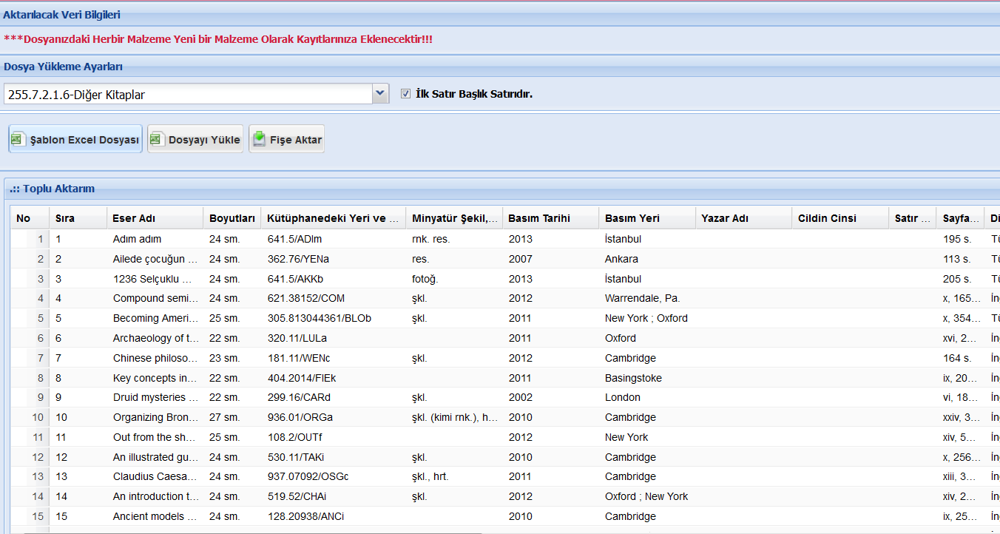 Aktarılacak Veri Bilgileri
***Dosyanızdaki Herbir Malzeme Yeni bir Malzeme Olarak Kayıtlarınıza Eklenecektir!!!
Dosya Yükleme Ayarları
255.7.2.1.6-Diğer Kitaplar İlk Satır Başlık Satırıdır.
Şablon Excel Dosyası Dosyayı Yükle Fişe Aktar
.:: Toplu Aktarım
No Sıra Eser Adı Boyutları Kütüphanedeki Yeri ve ... Minyatür Şekil,... Basım Tarihi Basım Yeri Yazar Adı Cildin Cinsi Satır ... Sayfa... Di
1 1 Adım adım 24 sm. 641.5/ADIm rnk. res. 2013 İstanbul 195 s. Tü
2 2 Ailede çocuğun ... 24 sm. 362.76/YENa res. 2007 Ankara 113 s. Tü
3 3 1236 Selçuklu ... 24 sm. 641.5/AKKb fotoğ. 2013 İstanbul 205 s. Tü
4 4 Compound semi... 24 sm. 621.38152/COM şkl. 2012 Warrendale, Pa. x, 165... İn
5 5 Becoming Ameri... 25 sm. 305.813044361/BLOb şkl. 2011 New York ; Oxford x, 354... Tü
6 6 Archaeology of t... 22 sm. 320.11/LULa 2011 Oxford xvi, 2... İn
7 7 Chinese philoso... 23 sm. 181.11/WENc şkl. 2012 Cambridge 164 s. İn
8 8 Key concepts in... 22 sm. 404.2014/FIEk 2011 Basingstoke ix, 20... İn
9 9 Druid mysteries ... 22 sm. 299.16/CARd şkl. 2002 London vi, 18... İn
10 10 Organizing Bron... 27 sm. 936.01/ORGa şkl. (kimi rnk.), h... 2010 Cambridge xxiv, 3... İn
11 11 Out from the sh... 25 sm. 108.2/OUTf 2012 New York xiv, 5... İn
12 12 An illustrated gu... 24 sm. 530.11/TAKi şkl. 2010 Cambridge x, 256... İn
13 13 Claudius Caesa... 24 sm. 937.07092/OSGc şkl., hrt. 2011 Cambridge xiii, 3... İn
14 14 An introduction t... 24 sm. 519.52/CHAi şkl. 2012 Oxford ; New York xiv, 2... İn
15 15 Ancient models ... 24 sm. 128.20938/ANCi 2010 Cambridge ix, 25... İn